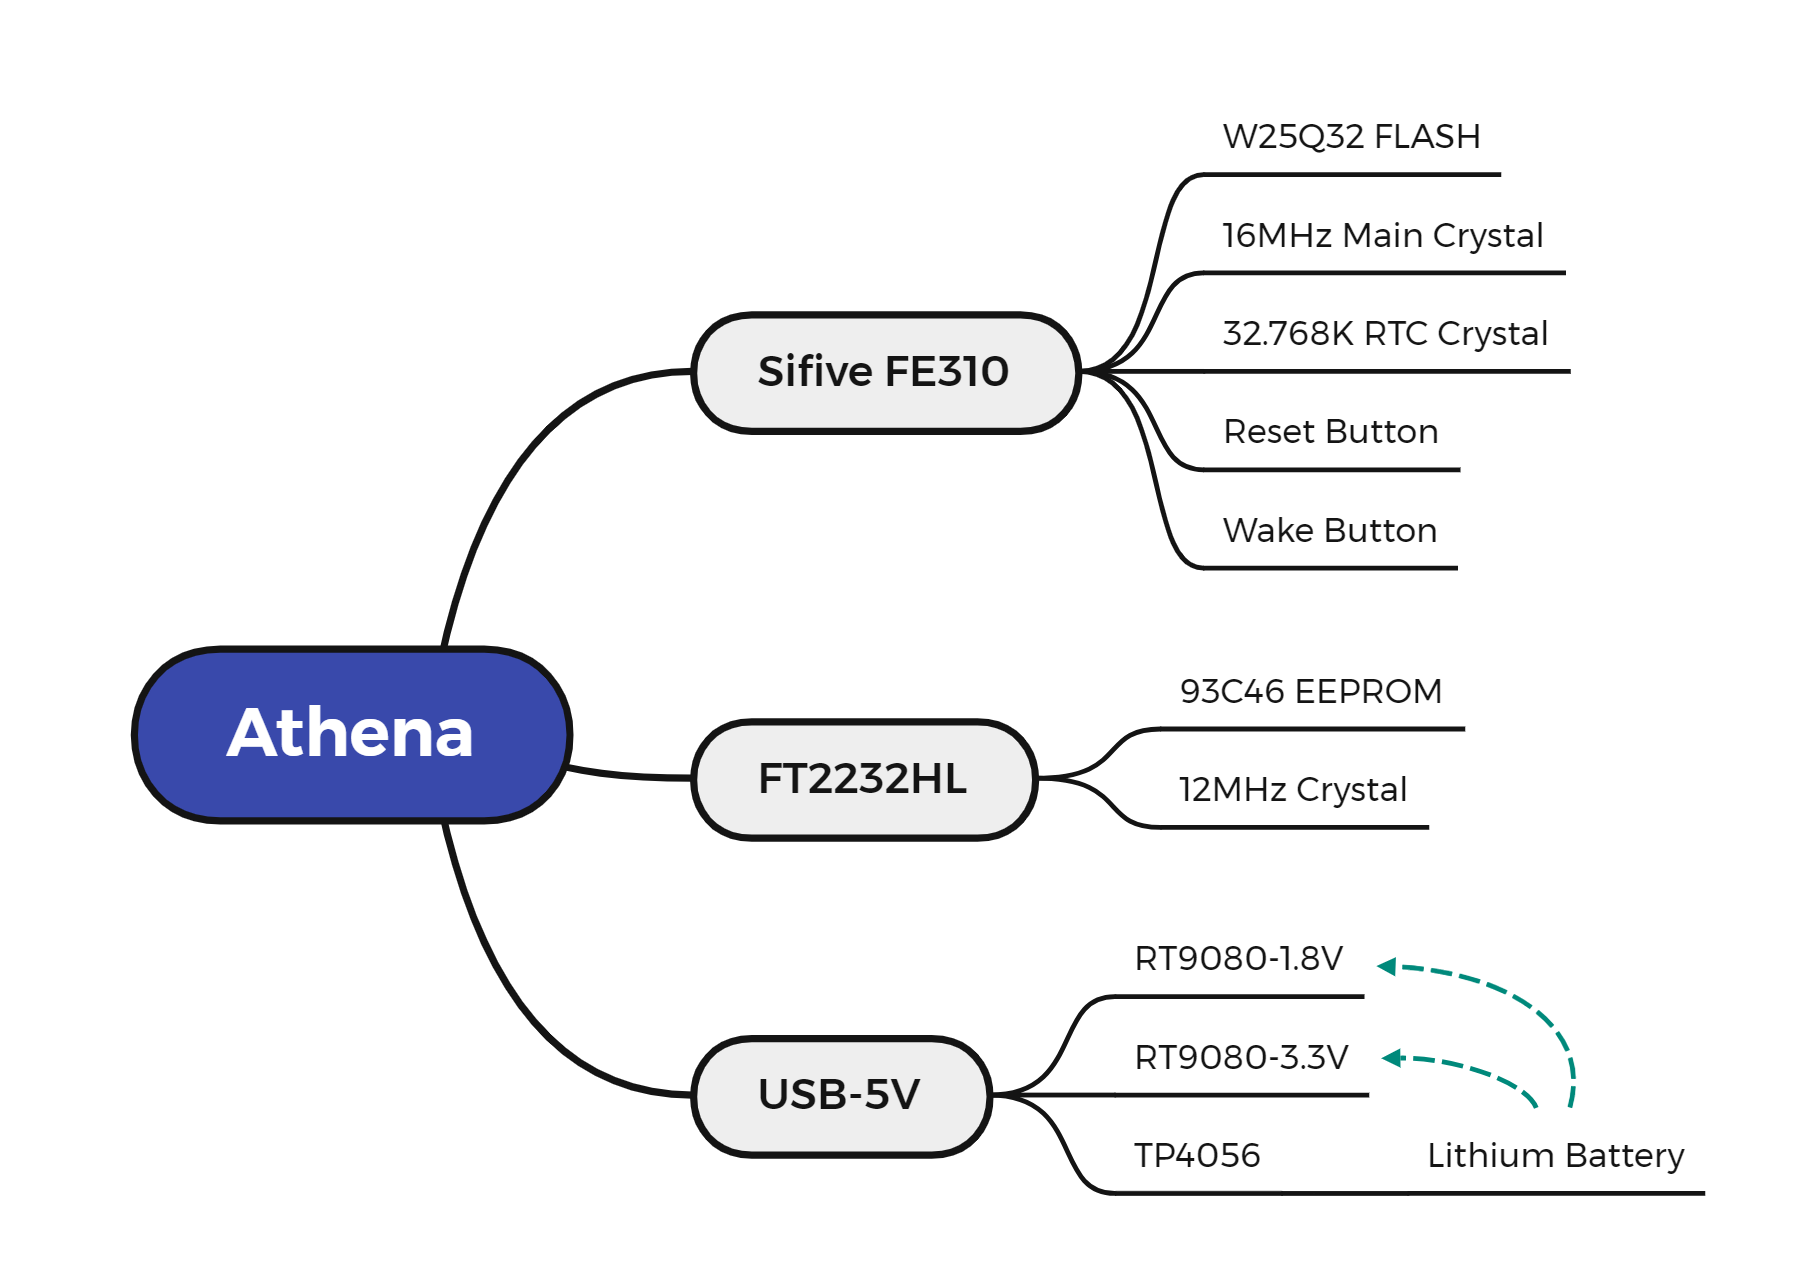 W25Q32 FLASH
16MHz Main Crystal
32.768K RTC Crystal
Sifive FE310
Reset Button
Wake Button
Athena
93C46 EEPROM
FT2232HL
12MHz Crystal
RT9080-1.8V
RT9080-3.3V
USB-5V
TP4056
Lithium Battery